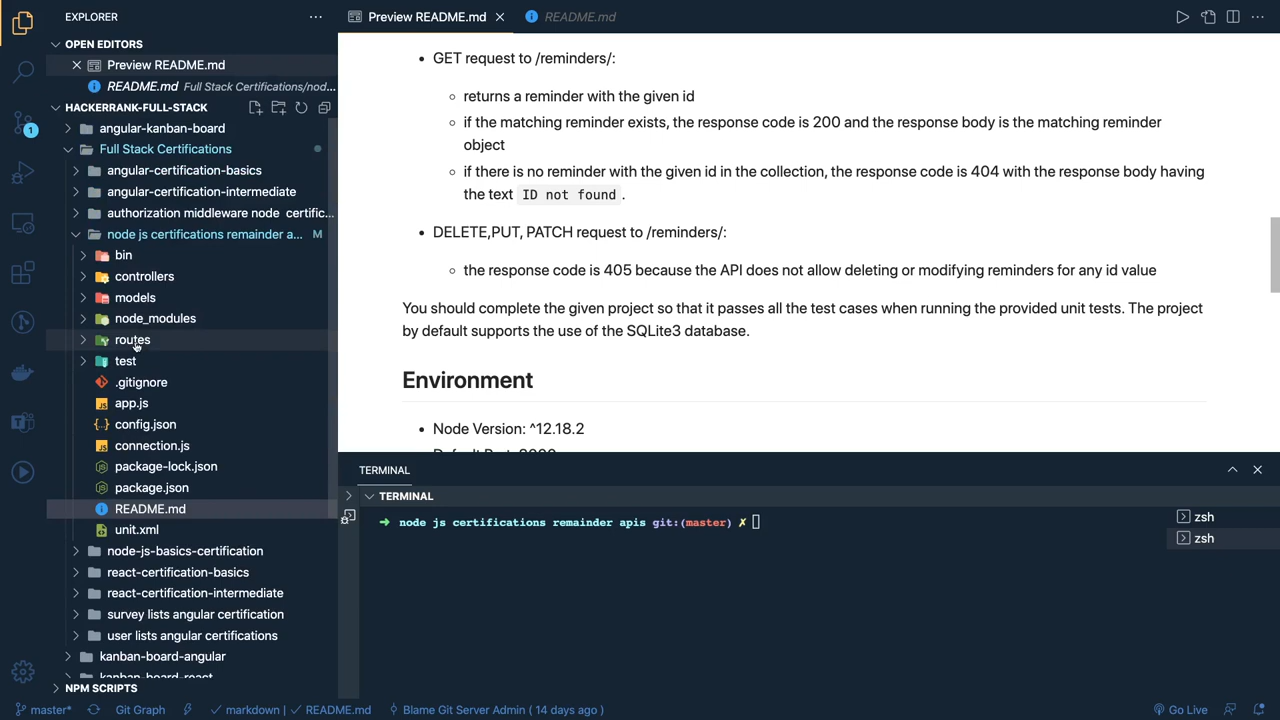 EXPLORER
OPEN EDITORS
Preview README.md
README.md Full Stack Certifications/nod...
HACKERRANK-FULL-STACK
angular-kanban-board
Full Stack Certifications
angular-certification-basics
angular-certification-intermediate
authorization middleware node certific...
node js certifications remainder a... M
bin
controllers
models
node_modules
routes
test
.gitignore
app.js
config.json
connection.js
package-lock.json
package.json
README.md
unit.xml
node-js-basics-certification
react-certification-basics
react-certification-intermediate
survey lists angular certification
user lists angular certifications
kanban-board-angular
kanban-board-react
NPM SCRIPTS
1
Preview README.md
README.md
GET request to /reminders/:
returns a reminder with the given id
if the matching reminder exists, the response code is 200 and the response body is the matching reminder
object
if there is no reminder with the given id in the collection, the response code is 404 with the response body having
the text ID not found .
DELETE,PUT, PATCH request to /reminders/:
the response code is 405 because the API does not allow deleting or modifying reminders for any id value
You should complete the given project so that it passes all the test cases when running the provided unit tests. The project
by default supports the use of the SQLite3 database.
Environment
Node Version: ^12.18.2
TERMINAL
TERMINAL
➜ node js certifications remainder apis git:(master) ✗
zsh
zsh
master* Git Graph markdown | README.md Blame Git Server Admin ( 14 days ago ) Go Live